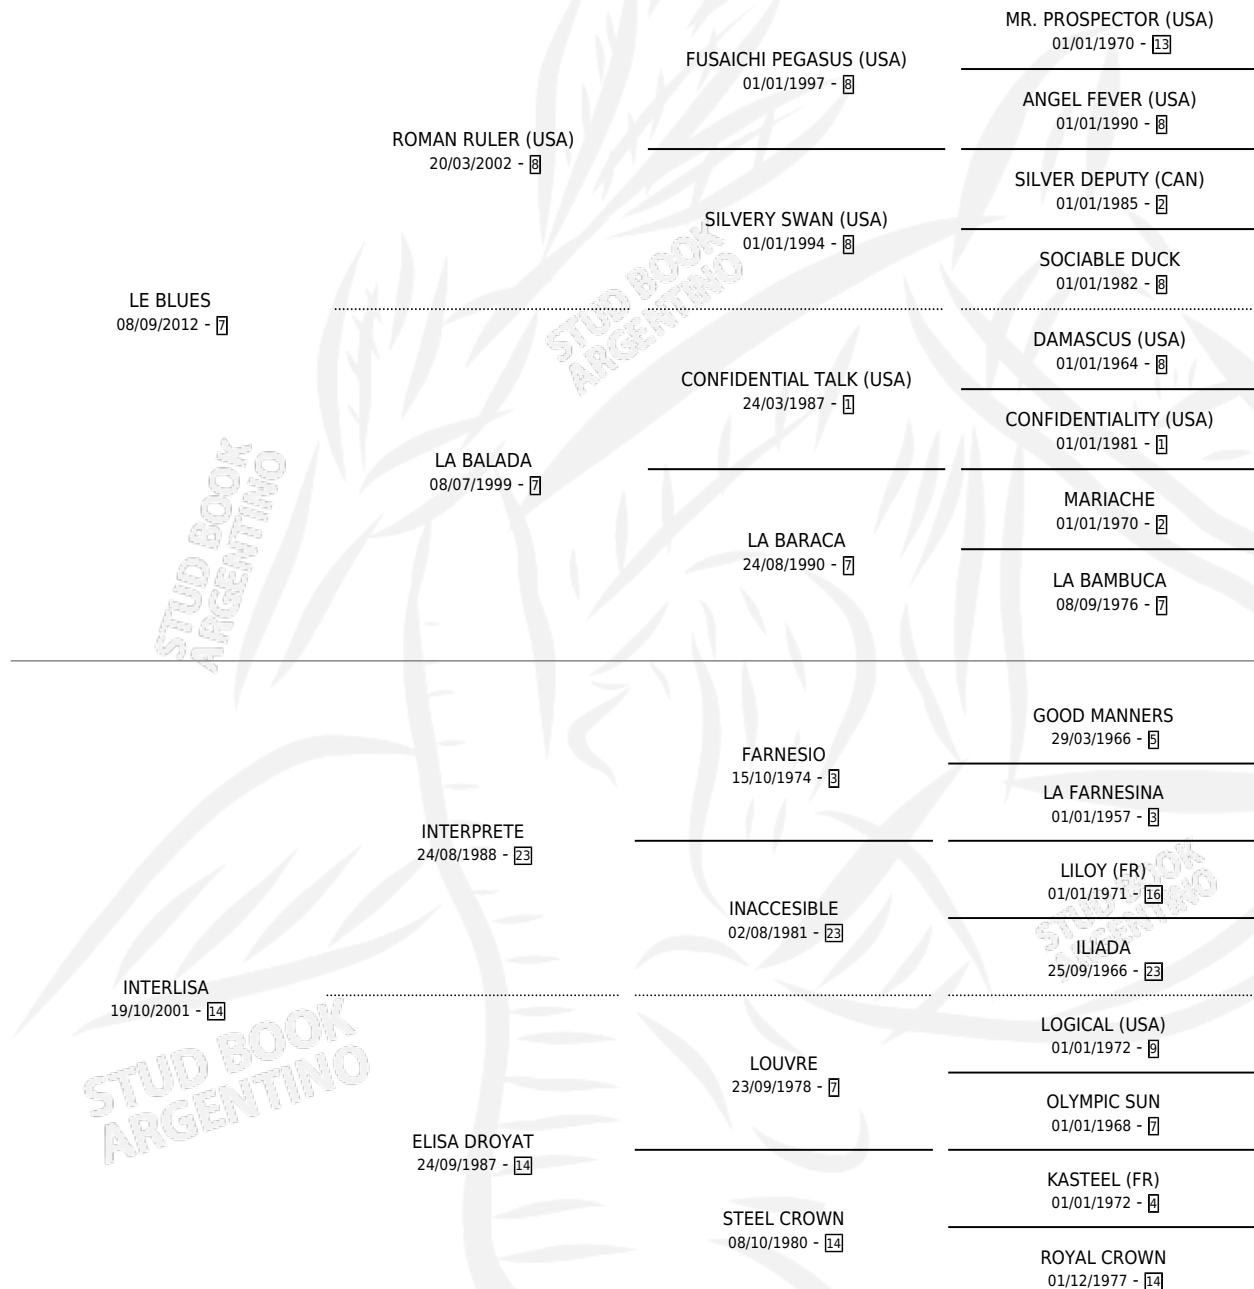 MR. PROSPECTOR (USA)
01/01/1970 - 13
FUSAICHI PEGASUS (USA)
01/01/1997 - 8
ANGEL FEVER (USA)
01/01/1990 - 8
ROMAN RULER (USA)
20/03/2002 - 8
SILVER DEPUTY (CAN)
01/01/1985 - 2
SILVERY SWAN (USA)
01/01/1994 - 8
SOCIABLE DUCK
01/01/1982 - 8
LE BLUES
08/09/2012 - 7
DAMASCUS (USA)
01/01/1964 - 8
CONFIDENTIAL TALK (USA)
24/03/1987 - 1
CONFIDENTIALITY (USA)
01/01/1981 - 1
LA BALADA
08/07/1999 - 7
MARIACHE
01/01/1970 - 2
LA BARACA
24/08/1990 - 7
LA BAMBUCA
08/09/1976 - 7
GOOD MANNERS
29/03/1966 - 5
FARNESIO
15/10/1974 - 3
LA FARNESINA
01/01/1957 - 3
INTERPRETE
24/08/1988 - 23
LILOY (FR)
01/01/1971 - 16
INACCESIBLE
02/08/1981 - 23
ILIADA
25/09/1966 - 23
INTERLISA
19/10/2001 - 14
LOGICAL (USA)
01/01/1972 - 9
LOUVRE
23/09/1978 - 7
OLYMPIC SUN
01/01/1968 - 7
ELISA DROYAT
24/09/1987 - 14
KASTEEL (FR)
01/01/1972 - 4
STEEL CROWN
08/10/1980 - 14
ROYAL CROWN
01/12/1977 - 14
STUD BOOK
ARGENTINO
STUD BOOK
ARGENTINO
STUD BOOK
ARGENTINO
STUD BOOK
ARGENTINO